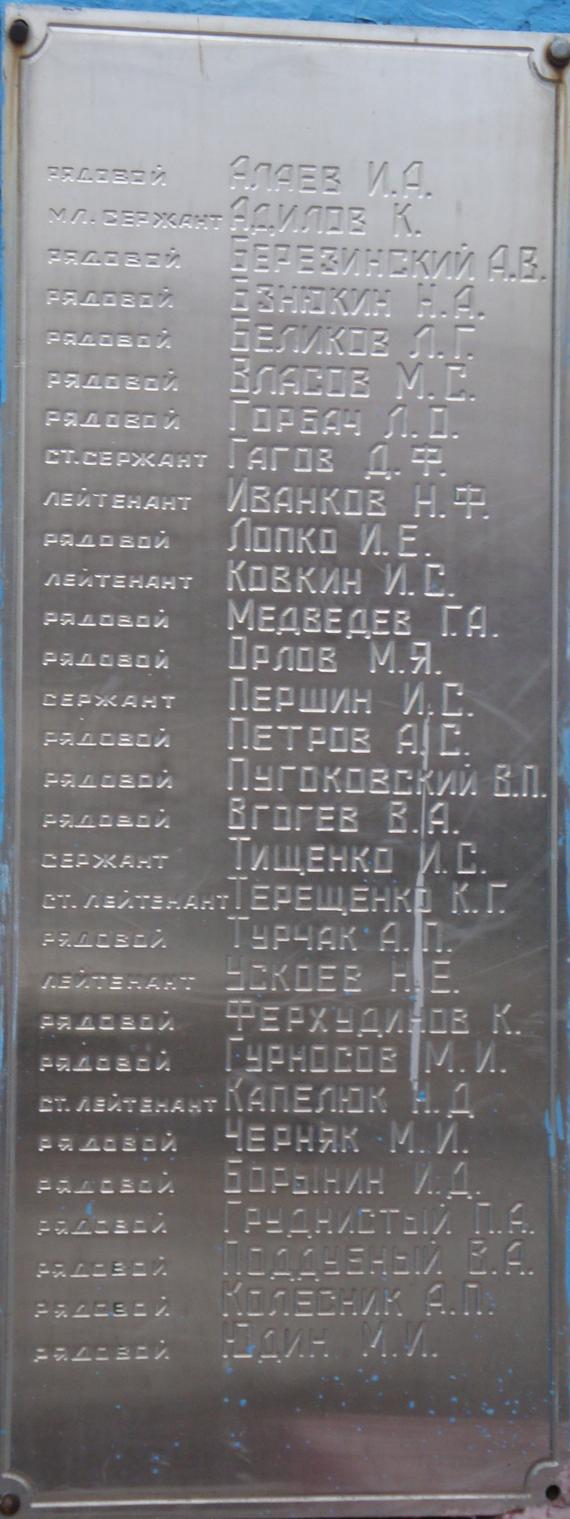 РЯДОВОЙ АЛАЕВ И.А.
МЛ. СЕРЖАНТ АДИЛОВ К.
РЯДОВОЙ БЕРЕЗИНСКИЙ А.В.
РЯДОВОЙ БЗНЮКИН Н.А.
РЯДОВОЙ БЕЛИКОВ Л.Г.
РЯДОВОЙ ВЛАСОВ М.С.
РЯДОВОЙ ГОРБАЧ Л.О.
СТ.СЕРЖАНТ ГАГОВ Д.Ф.
ЛЕЙТЕНАНТ ИВАНКОВ Н.Ф.
РЯДОВОЙ ЛОПКО И.Е.
ЛЕЙТЕНАНТ КОВКИН И.С.
РЯДОВОЙ МЕДВЕДЕВ Г.А.
РЯДОВОЙ ОРЛОВ М.Я.
СЕРЖАНТ ПЕРШИН И.С.
РЯДОВОЙ ПЕТРОВ А.С.
РЯДОВОЙ ПУГОКОВСКИЙ В.П.
РЯДОВОЙ ВГОГЕВ В.А.
СЕРЖАНТ ТИЩЕНКО И.С.
СТ. ЛЕЙТЕНАНТ ТЕРЕЩЕНКО К.Г.
РЯДОВОЙ ТУРЧАК А.П.
ЛЕЙТЕНАНТ УСКОЕВ Н.Е.
РЯДОВОЙ ФЕРХУДИНОВ К.
РЯДОВОЙ ГУРНОСОВ М.И.
СТ. ЛЕЙТЕНАНТ КАПЕЛЮК Н.Д
РЯДОВОЙ ЧЕРНЯК М.И.
РЯДОВОЙ БОРЫНИН И.Д.
РЯДОВОЙ ГРУДНИСТЫЙ П.А.
РЯДОВОЙ ПОДДУБНЫЙ В.А.
РЯДОВОЙ КОЛЕСНИК А.П.
РЯДОВОЙ ЮДИН М.И.